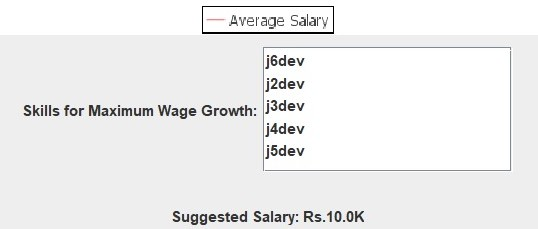 Average Salary
j6dev
j2dev
Skills for Maximum Wage Growth: j3dev
j4dev
j5dev
Suggested Salary: Rs.10.0K